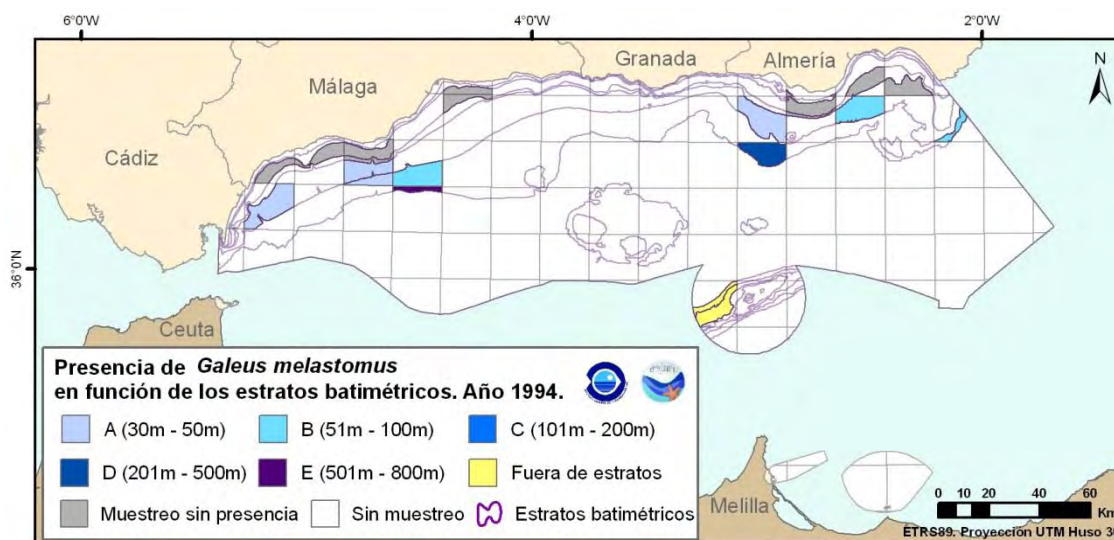 6°0'W 4°0'W 2°0'W
N
Granada Almería
Málaga
Cádiz
36°0'N
Ceuta
Presencia de Galeus melastomus
en función de los estratos batimétricos. Año 1994.
A (30m - 50m) B (51m - 100m) C (101m - 200m)
D (201m - 500m) E (501m - 800m) Fuera de estratos
Muestreo sin presencia Sin muestreo Estratos batimétricos
Melilla
0 10 20 40 60
Km
ETRS89. Proyección UTM Huso 3